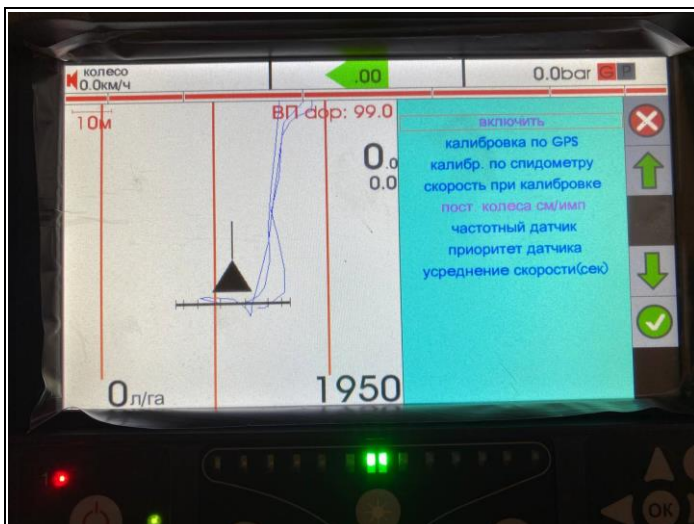 колесо
0.0км/ч
.00
0.0bar G P
10м
ВП dop: 99.0
0.0
0.0
включить
калибровка по GPS
калибр. по спидометру
скорость при калибровке
пост колеса см/имп
частотный датчик
приоритет датчика
усреднение скорости(сек)
0л/га
1950
OK